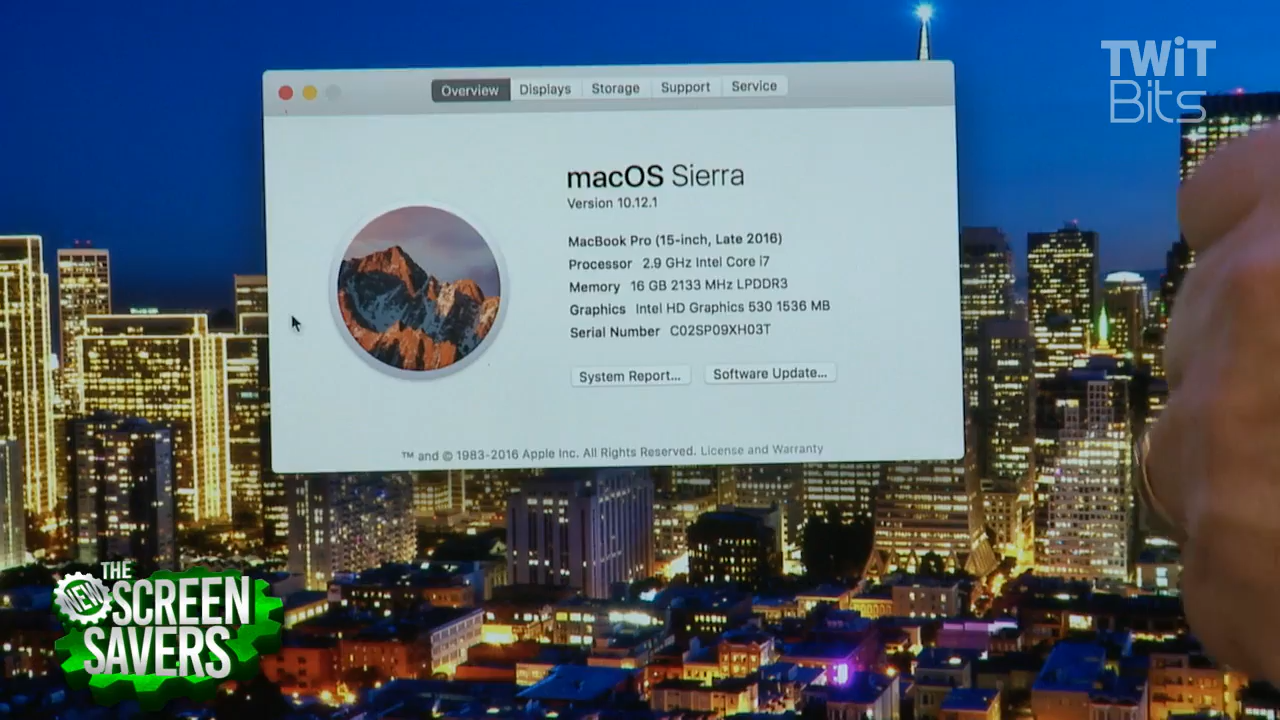 TWiT
Bits
Overview Displays Storage Support Service
macOS Sierra
Version 10.12.1
MacBook Pro (15-inch, Late 2016)
Processor 2.9 GHz Intel Core i7
Memory 16 GB 2133 MHz LPDDR3
Graphics Intel HD Graphics 530 1536 MB
Serial Number C02SP09XH03T
System Report... Software Update...
™ and © 1983-2016 Apple Inc. All Rights Reserved. License and Warranty
THE
NEW SCREEN
SAVERS